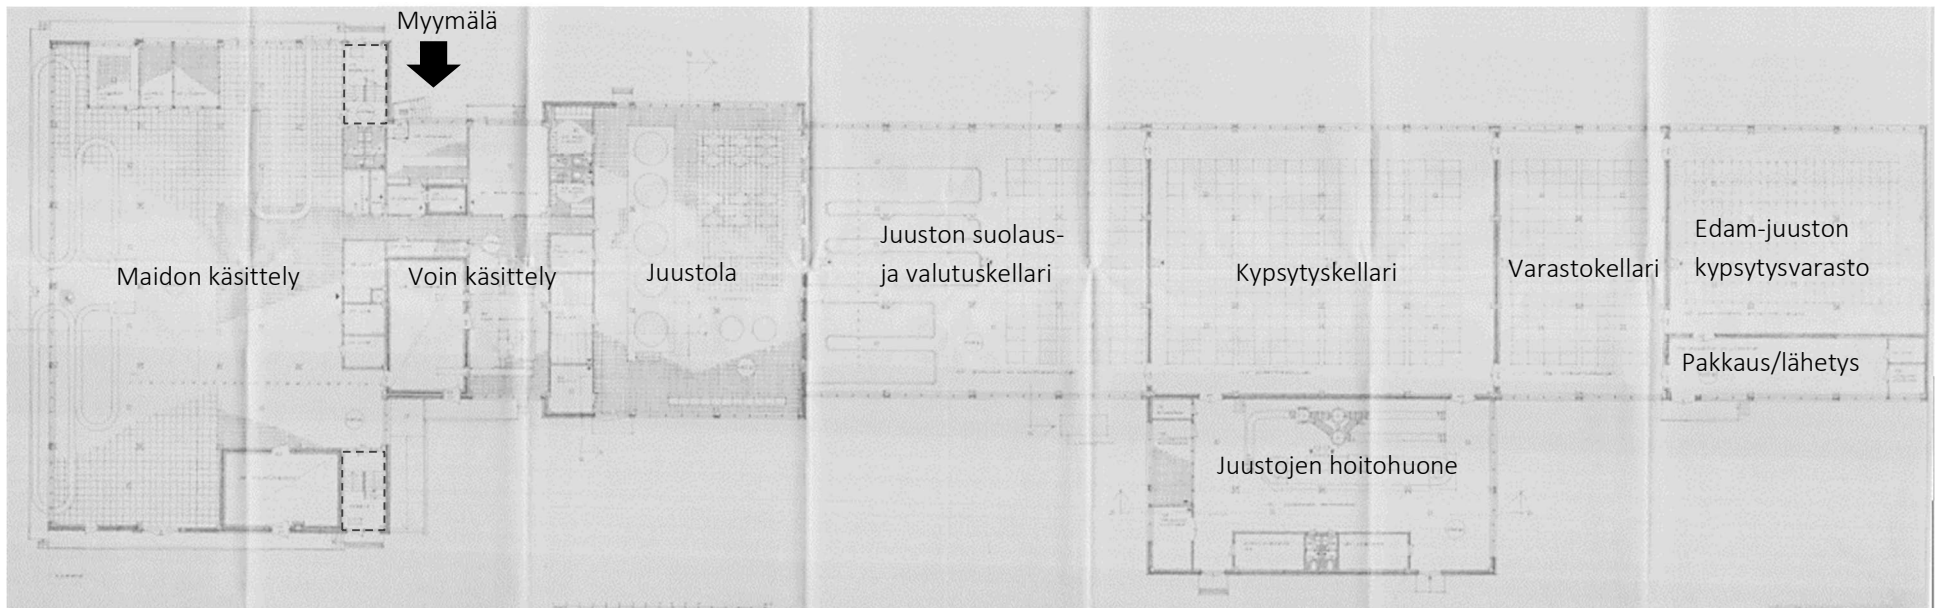 Myymälä
Maidon käsittely
Voin käsittely
Juustola
Juuston suolaus-
ja valutuskellari
Kypsytyskellari
Varastokellari
Edam-juuston
kypsytysvarasto
Pakkaus/lähetys
Juustojen hoitohuone